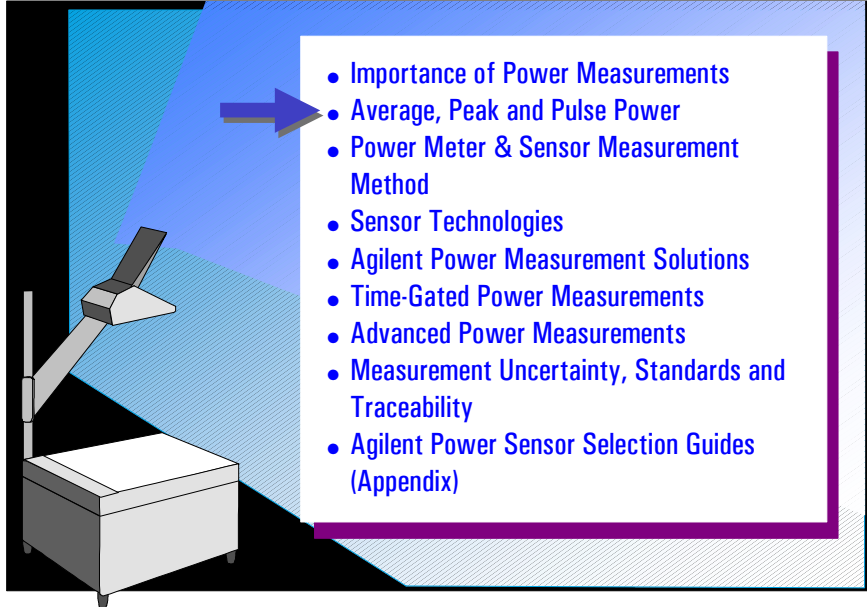 ● Importance of Power Measurements
● Average, Peak and Pulse Power
● Power Meter & Sensor Measurement
Method
● Sensor Technologies
● Agilent Power Measurement Solutions
● Time-Gated Power Measurements
● Advanced Power Measurements
● Measurement Uncertainty, Standards and
Traceability
● Agilent Power Sensor Selection Guides
(Appendix)